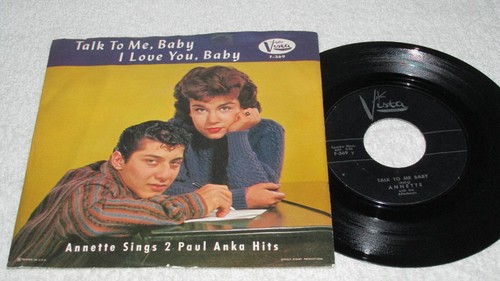 Talk To Me, Baby
I Love You, Baby
Vista
F-369
Annette Sings 2 Paul Anka Hits
Vista
TALK TO ME BABY
ANNETTE